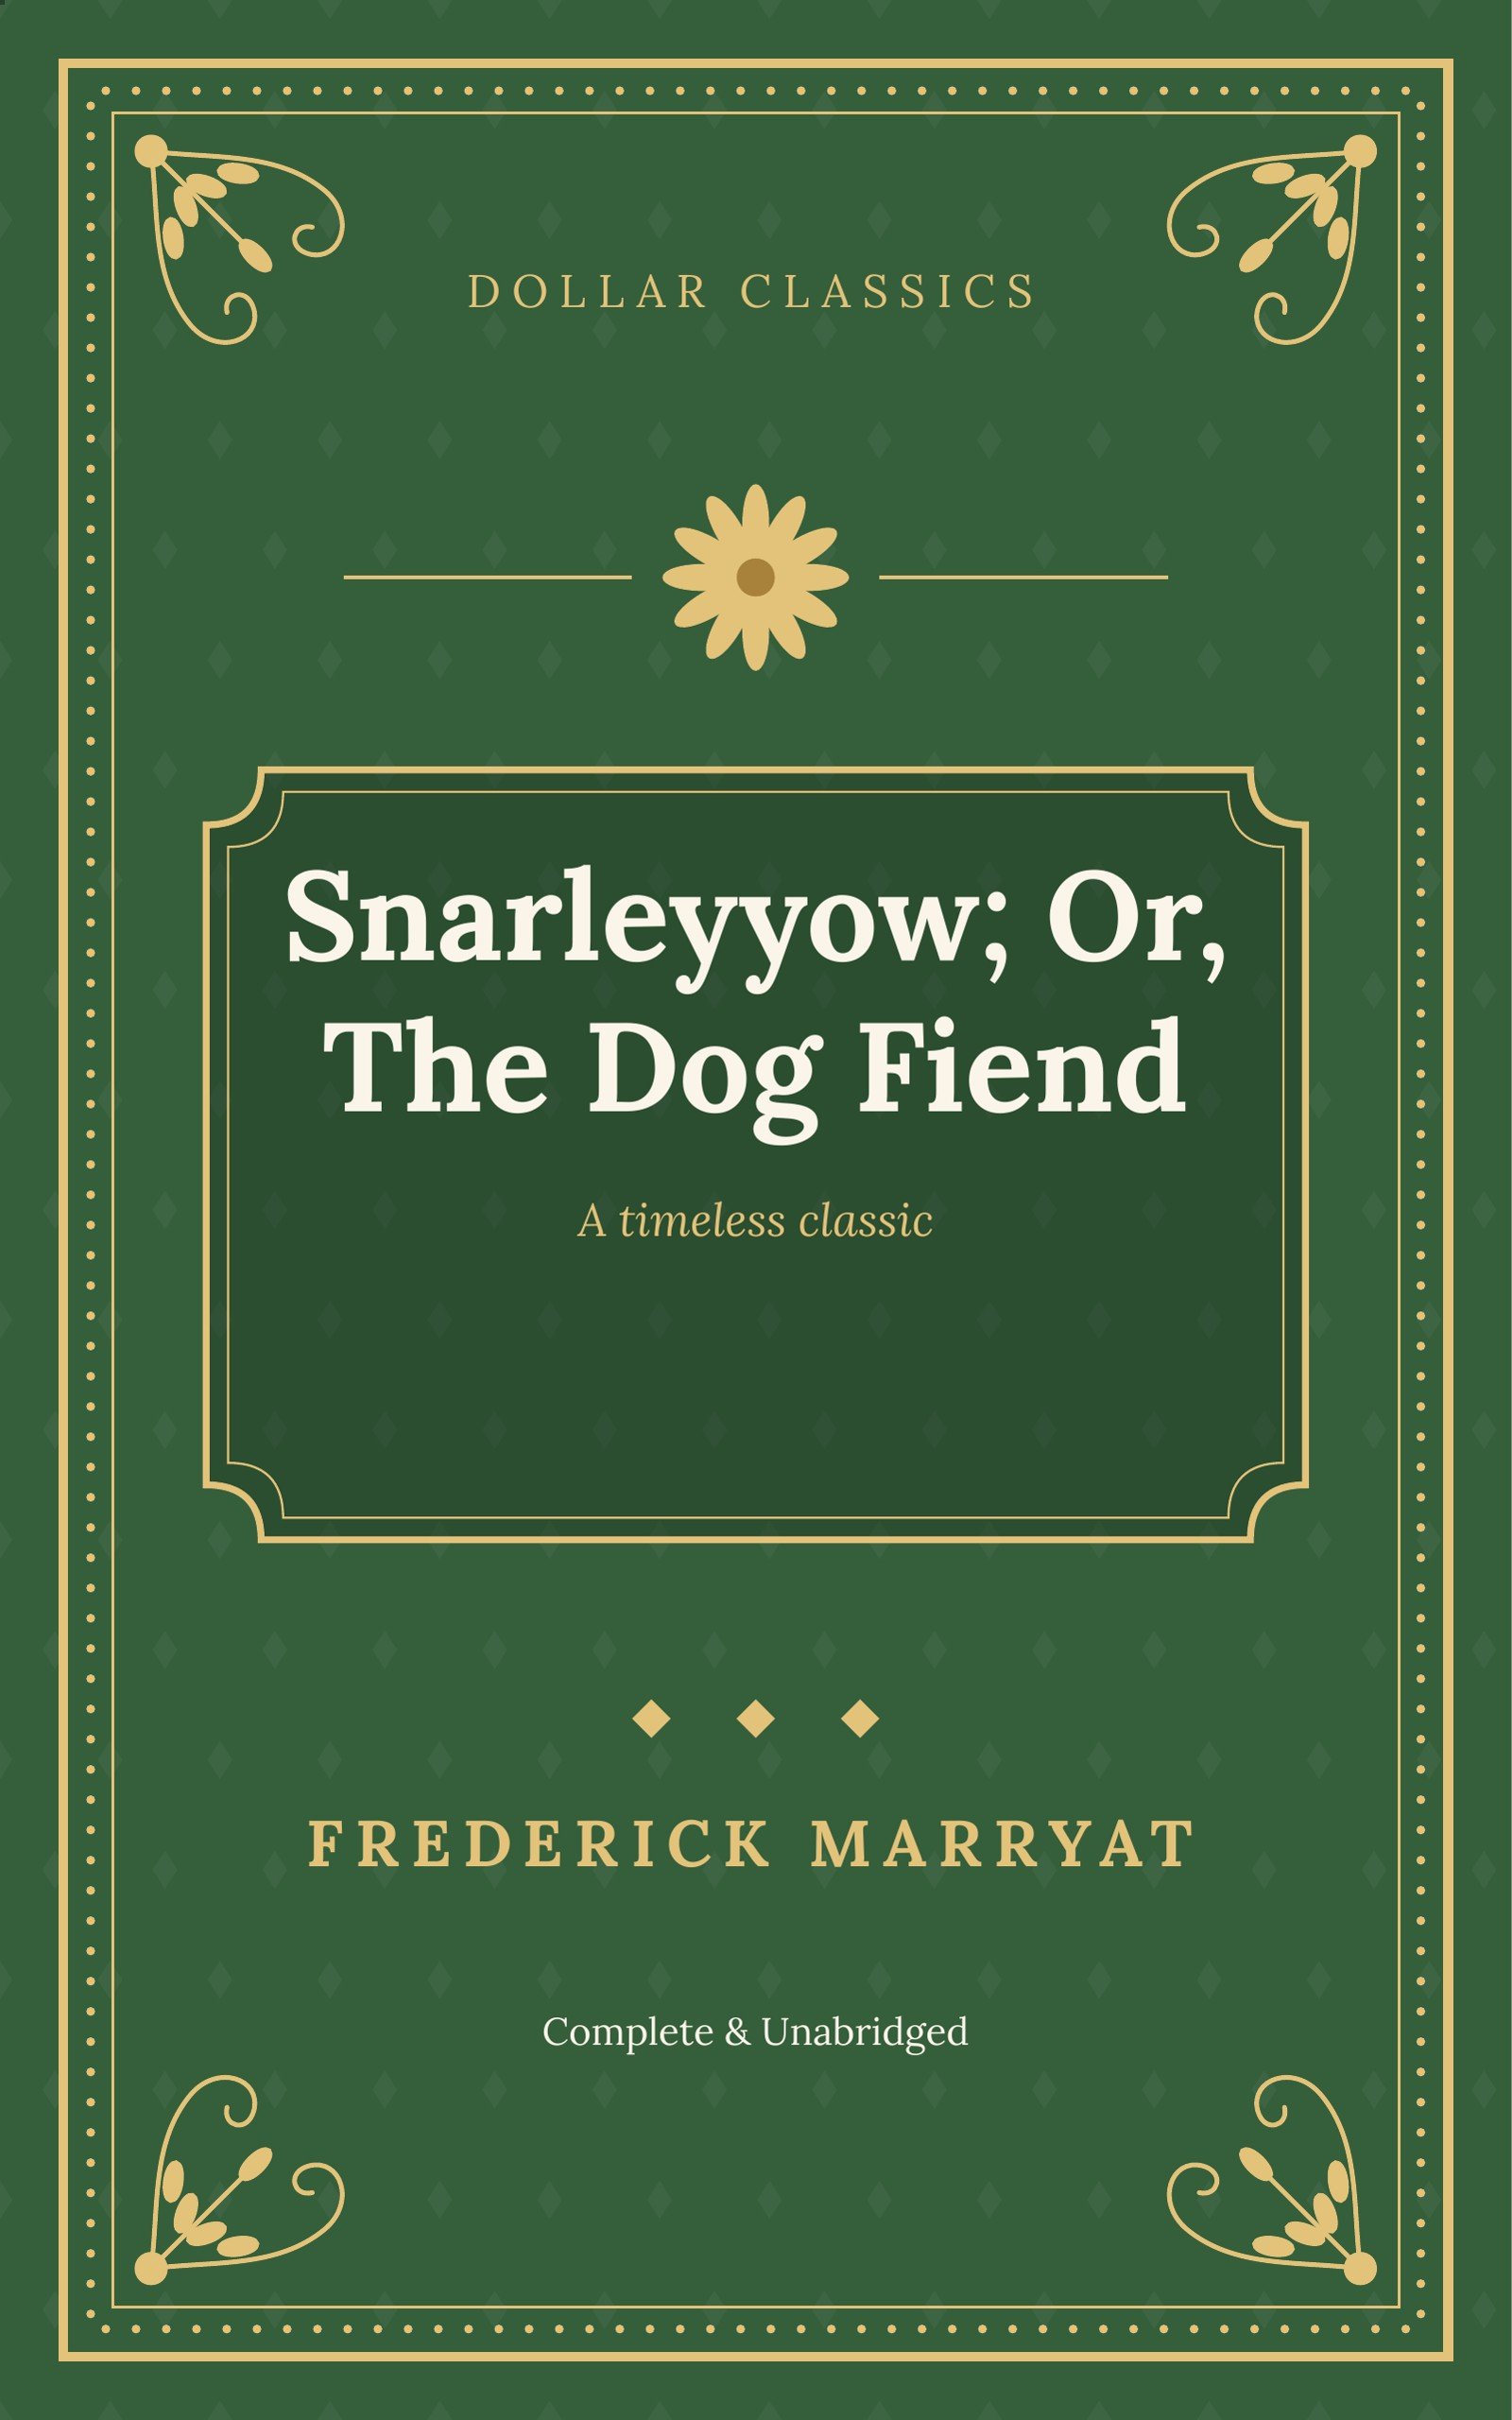 DOLLAR CLASSICS
Snarleyyow; Or,
The Dog Fiend
A timeless classic
FREDERICK MARRYAT
Complete & Unabridged